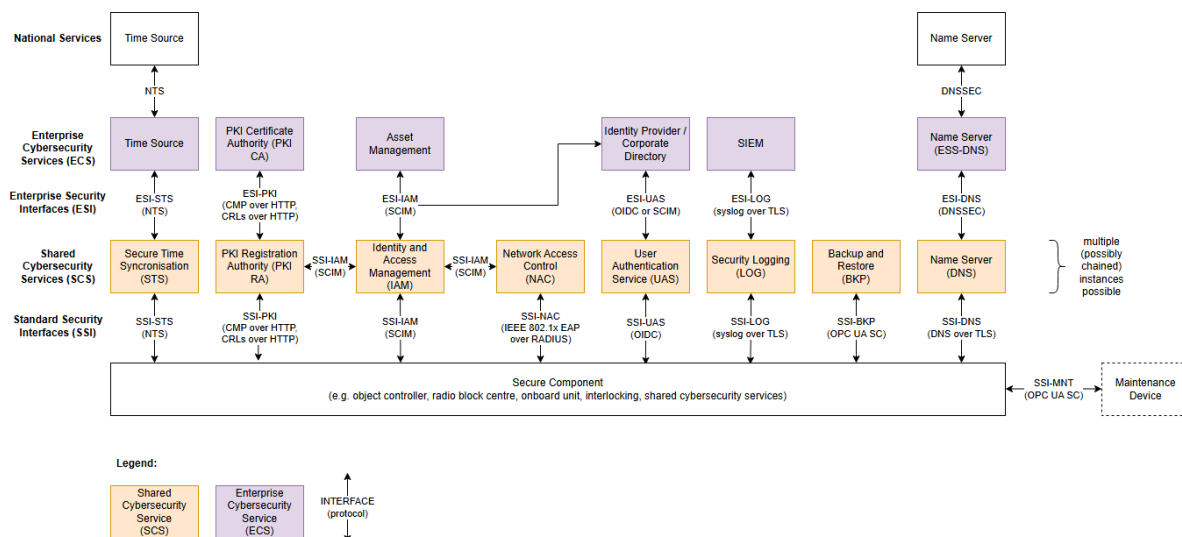 National Services
Time Source
Name Server
NTS
DNSSEC
Enterprise
Cybersecurity
Services (ECS)
Time Source
PKI Certificate
Authority (PKI
CA)
Asset
Management
Identity Provider /
Corporate
Directory
SIEM
Name Server
(ESS-DNS)
Enterprise Security
Interfaces (ESI)
ESI-STS
(NTS)
ESI-PKI
(CMP over HTTP,
CRLs over HTTP)
ESI-IAM
(SCIM)
ESI-UAS
(OIDC or SCIM)
ESI-LOG
(syslog over TLS)
ESI-DNS
(DNSSEC)
Shared
Cybersecurity
Services (SCS)
Secure Time
Syncronisation
(STS)
PKI Registration
Authority (PKI
RA)
SSI-IAM
(SCIM)
Identity and
Access
Management
(IAM)
SSI-IAM
(SCIM)
Network Access
Control
(NAC)
User
Authentication
Service (UAS)
Security Logging
(LOG)
Backup and
Restore
(BKP)
Name Server
(DNS)
multiple
(possibly
chained)
instances
possible
Standard Security
Interfaces (SSI)
SSI-STS
(NTS)
SSI-PKI
(CMP over HTTP,
CRLs over HTTP)
SSI-IAM
(SCIM)
SSI-NAC
(IEEE 802.1x EAP
over RADIUS)
SSI-UAS
(OIDC)
SSI-LOG
(syslog over TLS)
SSI-BKP
(OPC UA SC)
SSI-DNS
(DNS over TLS)
Secure Component
(e.g. object controller, radio block centre, onboard unit, interlocking, shared cybersecurity services)
SSI-MNT
(OPC UA SC)
Maintenance
Device
Legend:
Shared
Cybersecurity
Service
(SCS)
Enterprise
Cybersecurity
Service
(ECS)
INTERFACE
(protocol)